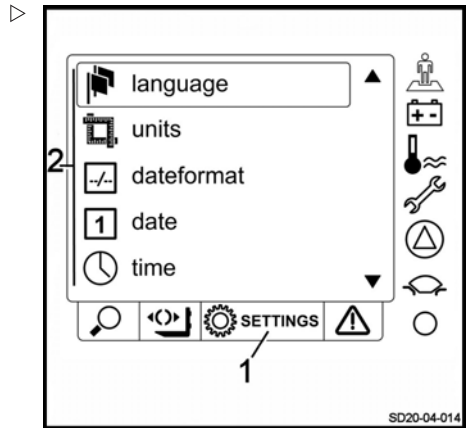 language
units
2
--/-- dateformat
1 date
time
SETTINGS
1
SD20-04-014